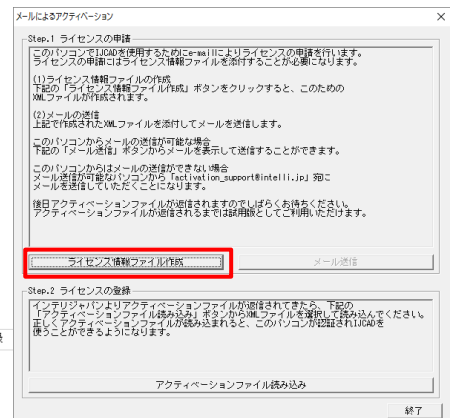 メールによるアクティベーション
Step.1 ライセンスの申請
このパソコンでIJCADを使用するためにe-mailによりライセンスの申請を行います。
ライセンスの申請にはライセンス情報ファイルを添付することが必要になります。
(1)ライセンス情報ファイルの作成
下記の「ライセンス情報ファイル作成」ボタンをクリックすると、このための
XMLファイルが作成されます。
(2)メールの送信
上記で作成されたXMLファイルを添付してメールを送信します。
このパソコンからメールの送信が可能な場合
下記の「メール送信」ボタンからメールを表示して送信することができます。
このパソコンからはメールの送信ができない場合
メール送信が可能なパソコンから「activation_support@intelli.jp」宛に
メールを送信していただくことになります。
後日アクティベーションファイルが返信されますのでしばらくお待ちください。
アクティベーションファイルが返信されるまでは試用版としてご利用いただけます。
ライセンス情報ファイル作成
メール送信
Step.2 ライセンスの登録
インテリジャパンよりアクティベーションファイルが返信されてきたら、下記の
「アクティベーションファイル読み込み」ボタンからXMLファイルを選択して読み込んでください。
正しくアクティベーションファイルが読み込まれると、このパソコンが認証されIJCADを
使うことができるようになります。
アクティベーションファイル読み込み
終了